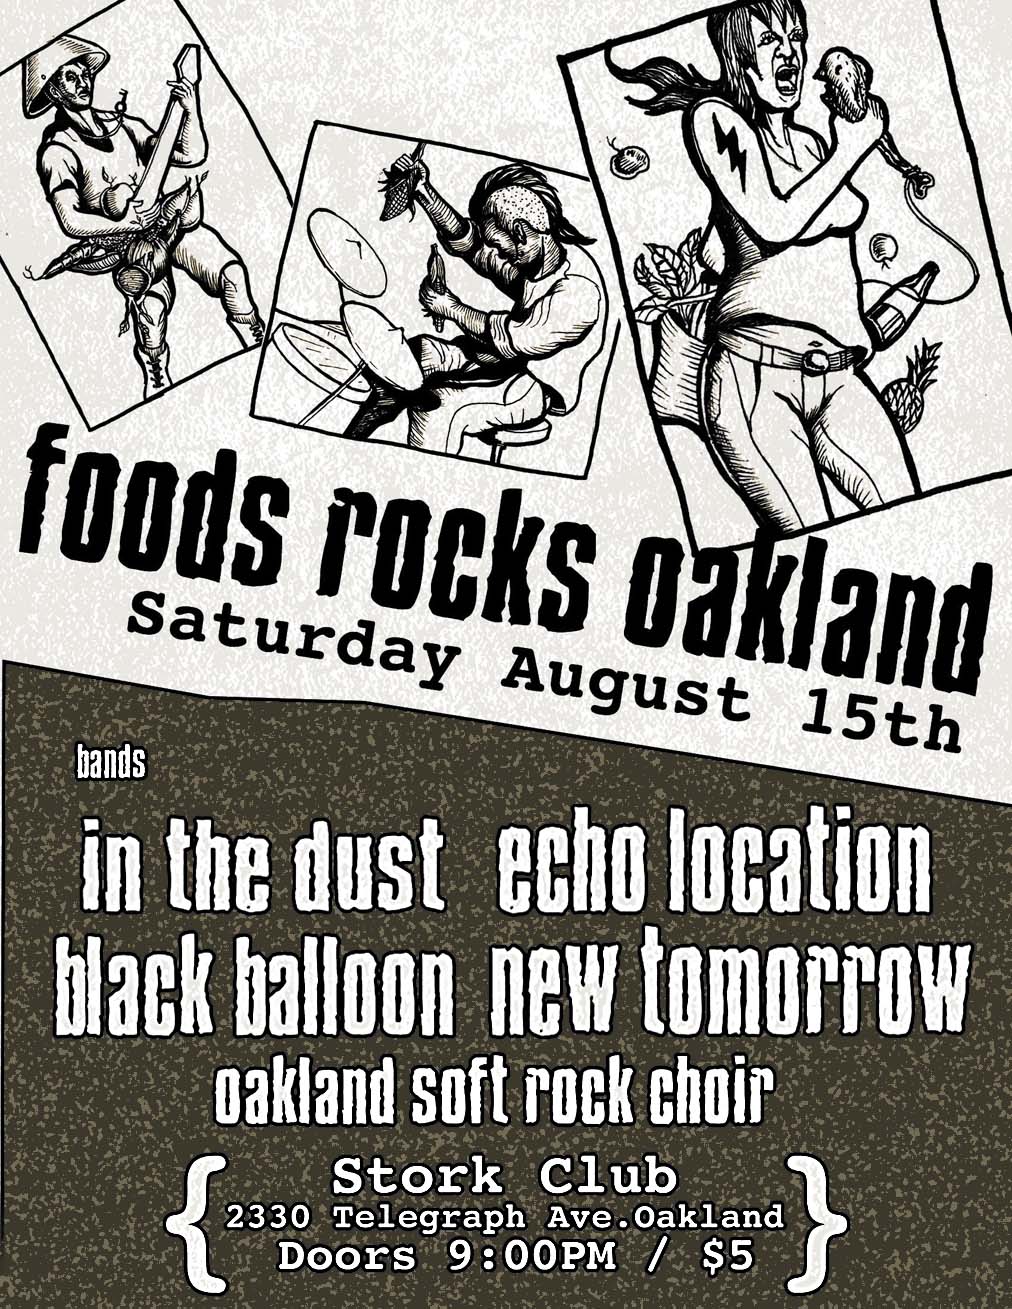 foods rocks oakland
Saturday August 15th
bands
in the dust echo location
black balloon new tomorrow
oakland soft rock choir
Stork Club
2330 Telegraph Ave.Oakland
Doors 9:00PM / $5